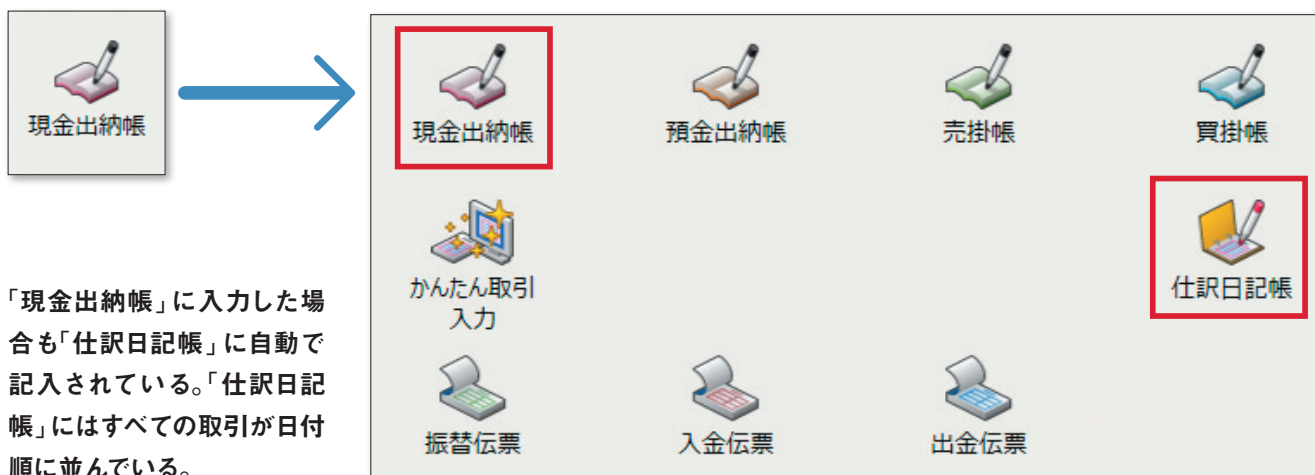 現金出納帳
現金出納帳
預金出納帳
売掛帳
買掛帳
かんたん取引
入力
仕訳日記帳
振替伝票
入金伝票
出金伝票
「現金出納帳」に入力した場
合も「仕訳日記帳」に自動で
記入されている。「仕訳日記
帳」にはすべての取引が日付
順に並んでいる。